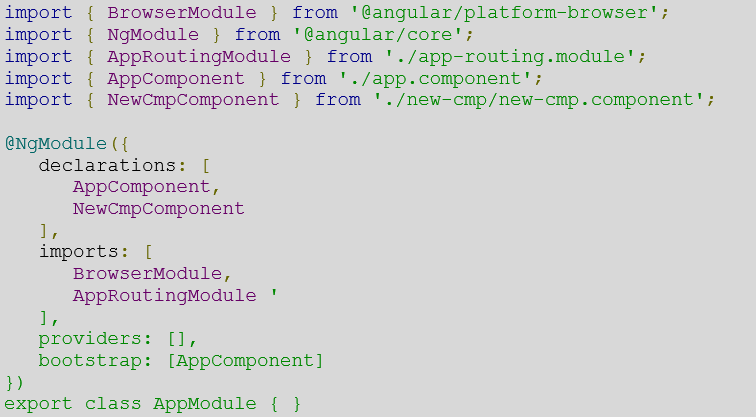 import { BrowserModule } from '@angular/platform-browser';
import { NgModule } from '@angular/core';
import { AppRoutingModule } from './app-routing.module';
import { AppComponent } from './app.component';
import { NewCmpComponent } from './new-cmp/new-cmp.component';

@NgModule({
   declarations: [
      AppComponent,
      NewCmpComponent
   ],
   imports: [
      BrowserModule,
      AppRoutingModule '
   ],
   providers: [],
   bootstrap: [AppComponent]
})
export class AppModule { }